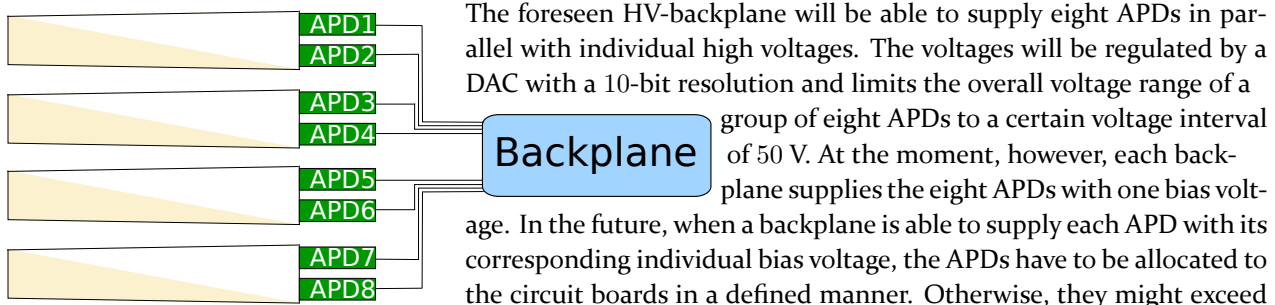 APD1
APD2
APD3
APD4
APD5
APD6
APD7
APD8
Backplane
The foreseen HV-backplane will be able to supply eight APDs in par-
allel with individual high voltages. The voltages will be regulated by a
DAC with a 10-bit resolution and limits the overall voltage range of a
group of eight APDs to a certain voltage interval
of 50 V. At the moment, however, each back-
plane supplies the eight APDs with one bias volt-
age. In the future, when a backplane is able to supply each APD with its
corresponding individual bias voltage, the APDs have to be allocated to
the circuit boards in a defined manner. Otherwise, they might exceed